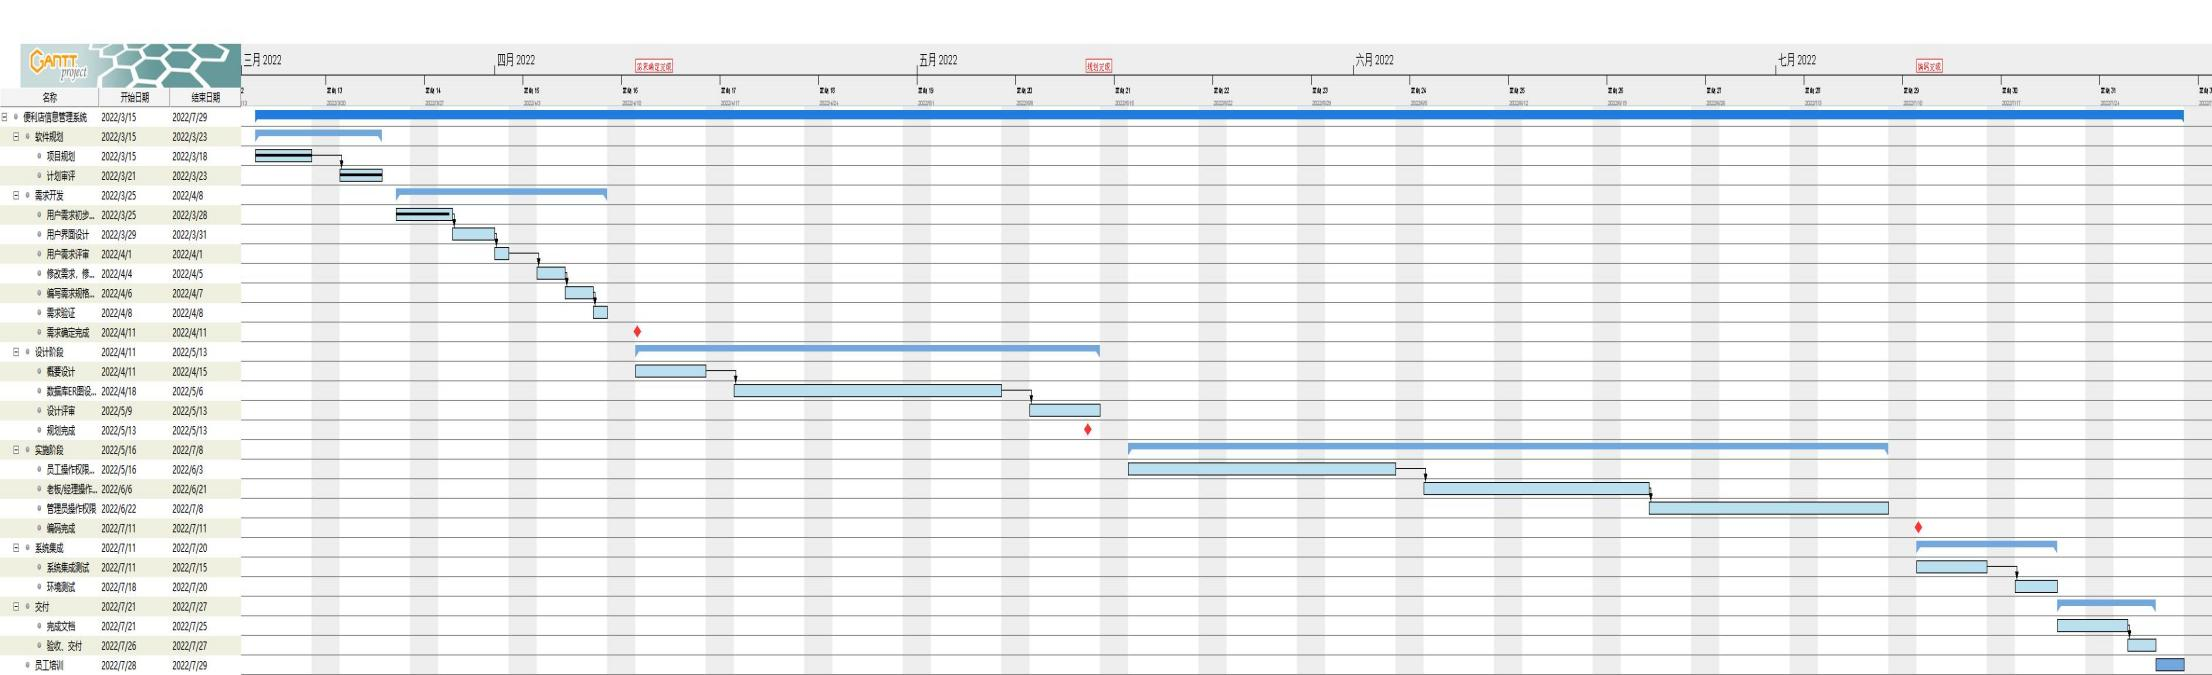 GANTT
project
三月 2022
四月 2022
五月 2022
六月 2022
七月 2022
需求确定完成
规划完成
编码完成
名称 开始日期 结束日期
便利店信息管理系统 2022/3/15 2022/7/29
软件规划 2022/3/15 2022/3/23
项目规划 2022/3/15 2022/3/18
计划审评 2022/3/21 2022/3/23
需求开发 2022/3/25 2022/4/8
用户需求初步... 2022/3/25 2022/3/28
用户界面设计 2022/3/29 2022/3/31
用户需求评审 2022/4/1 2022/4/1
修改需求，修... 2022/4/4 2022/4/5
编写需求规格... 2022/4/6 2022/4/7
需求验证 2022/4/8 2022/4/8
需求确定完成 2022/4/11 2022/4/11
设计阶段 2022/4/11 2022/5/13
概要设计 2022/4/11 2022/4/15
数据库ER图设... 2022/4/18 2022/5/6
设计评审 2022/5/9 2022/5/13
规划完成 2022/5/13 2022/5/13
实施阶段 2022/5/16 2022/7/8
员工操作权限... 2022/5/16 2022/6/3
老板/经理操作... 2022/6/6 2022/6/21
管理员操作权限 2022/6/22 2022/7/8
编码完成 2022/7/11 2022/7/11
系统集成 2022/7/11 2022/7/20
系统集成测试 2022/7/11 2022/7/15
环境测试 2022/7/18 2022/7/20
交付 2022/7/21 2022/7/27
完成文档 2022/7/21 2022/7/25
验收、交付 2022/7/26 2022/7/27
员工培训 2022/7/28 2022/7/29